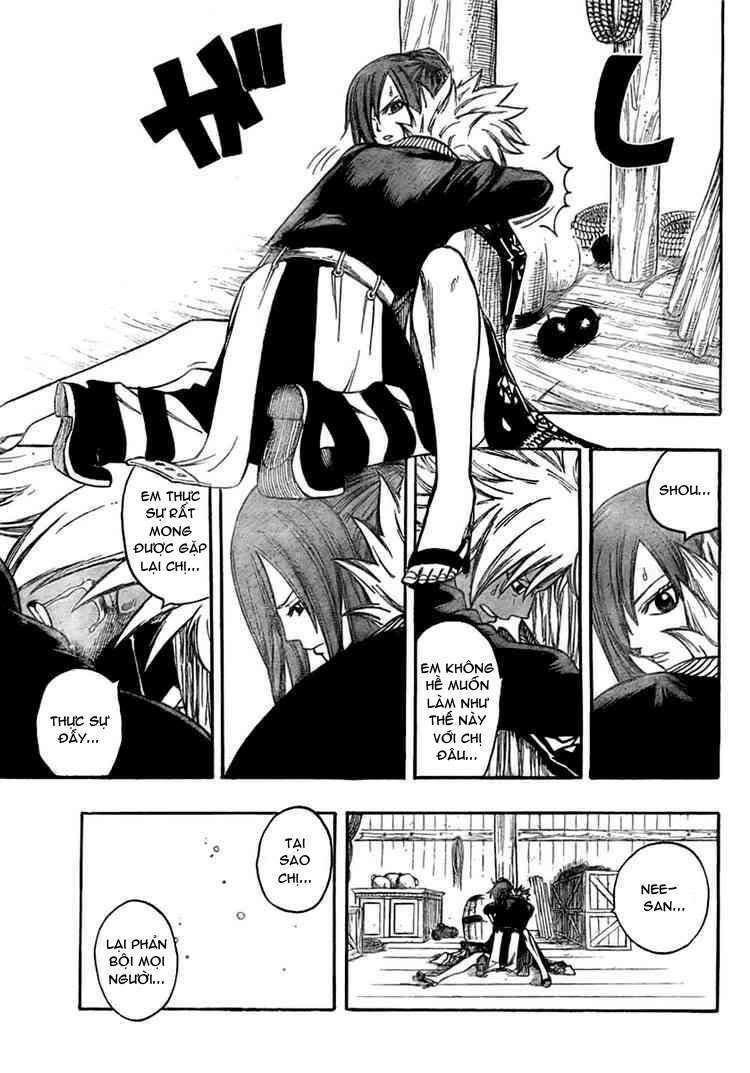 ガシ
SHOU...
EM KHÔNG
HỀ MUỐN
LÀM NHƯ
THẾ NÀY
VỚI CHỊ
ĐÂU...
EM THỰC
SỰ RẤT
MONG
ĐƯỢC GẶP
LẠI CHỊ...
THỰC SỰ
ĐẤY...
NEE-
SAN...
TẠI
SAO
CHỊ...
LẠI PHẢN
BỘI MỌI
NGƯỜI...